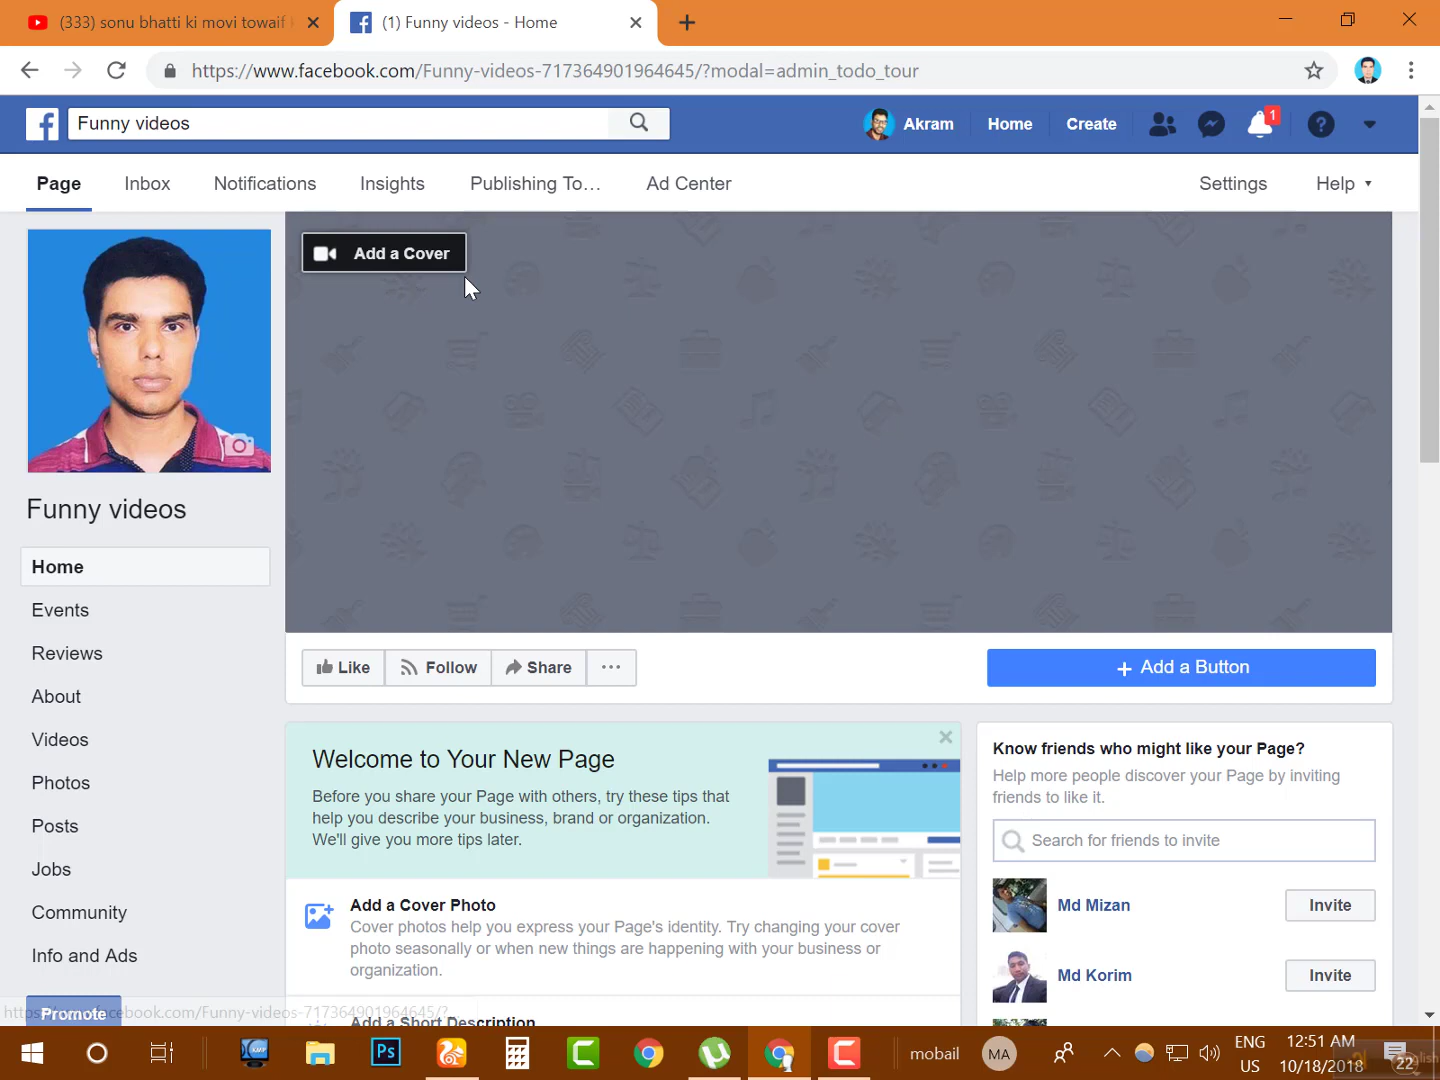 (333) sonu bhatti ki movi towaif
(1) Funny videos - Home
https://www.facebook.com/Funny-videos-717364901964645/?modal=admin_todo_tour
Funny videos
Akram
Home
Create
1
Page
Inbox
Notifications
Insights
Publishing To…
Ad Center
Settings
Help
Add a Cover
Funny videos
Home
Events
Reviews
About
Videos
Photos
Posts
Jobs
Community
Info and Ads
Promote
Like
Follow
Share
Add a Button
Welcome to Your New Page
Before you share your Page with others, try these tips that
help you describe your business, brand or organization.
We'll give you more tips later.
Add a Cover Photo
Cover photos help you express your Page's identity. Try changing your cover
photo seasonally or when new things are happening with your business or
organization.
Add a Short Description
Know friends who might like your Page?
Help more people discover your Page by inviting
friends to like it.
Search for friends to invite
Md Mizan
Invite
Md Korim
Invite
https://www.facebook.com/Funny-videos-717364901964645/?
Ps
mobail
MA
ENG
US
12:51 AM
10/18/2018
22